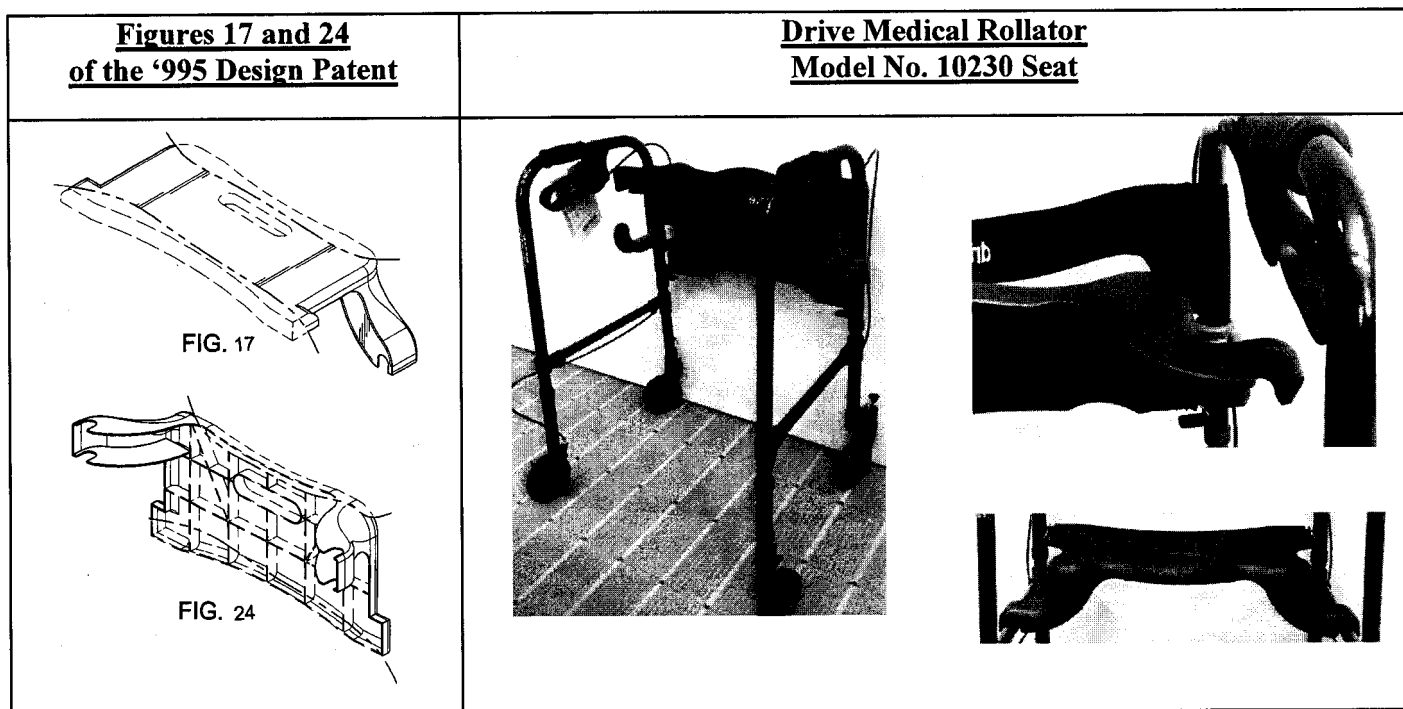 Figures 17 and 24
of the ‘995 Design Patent
Drive Medical Rollator
Model No. 10230 Seat
FIG. 17
FIG. 24